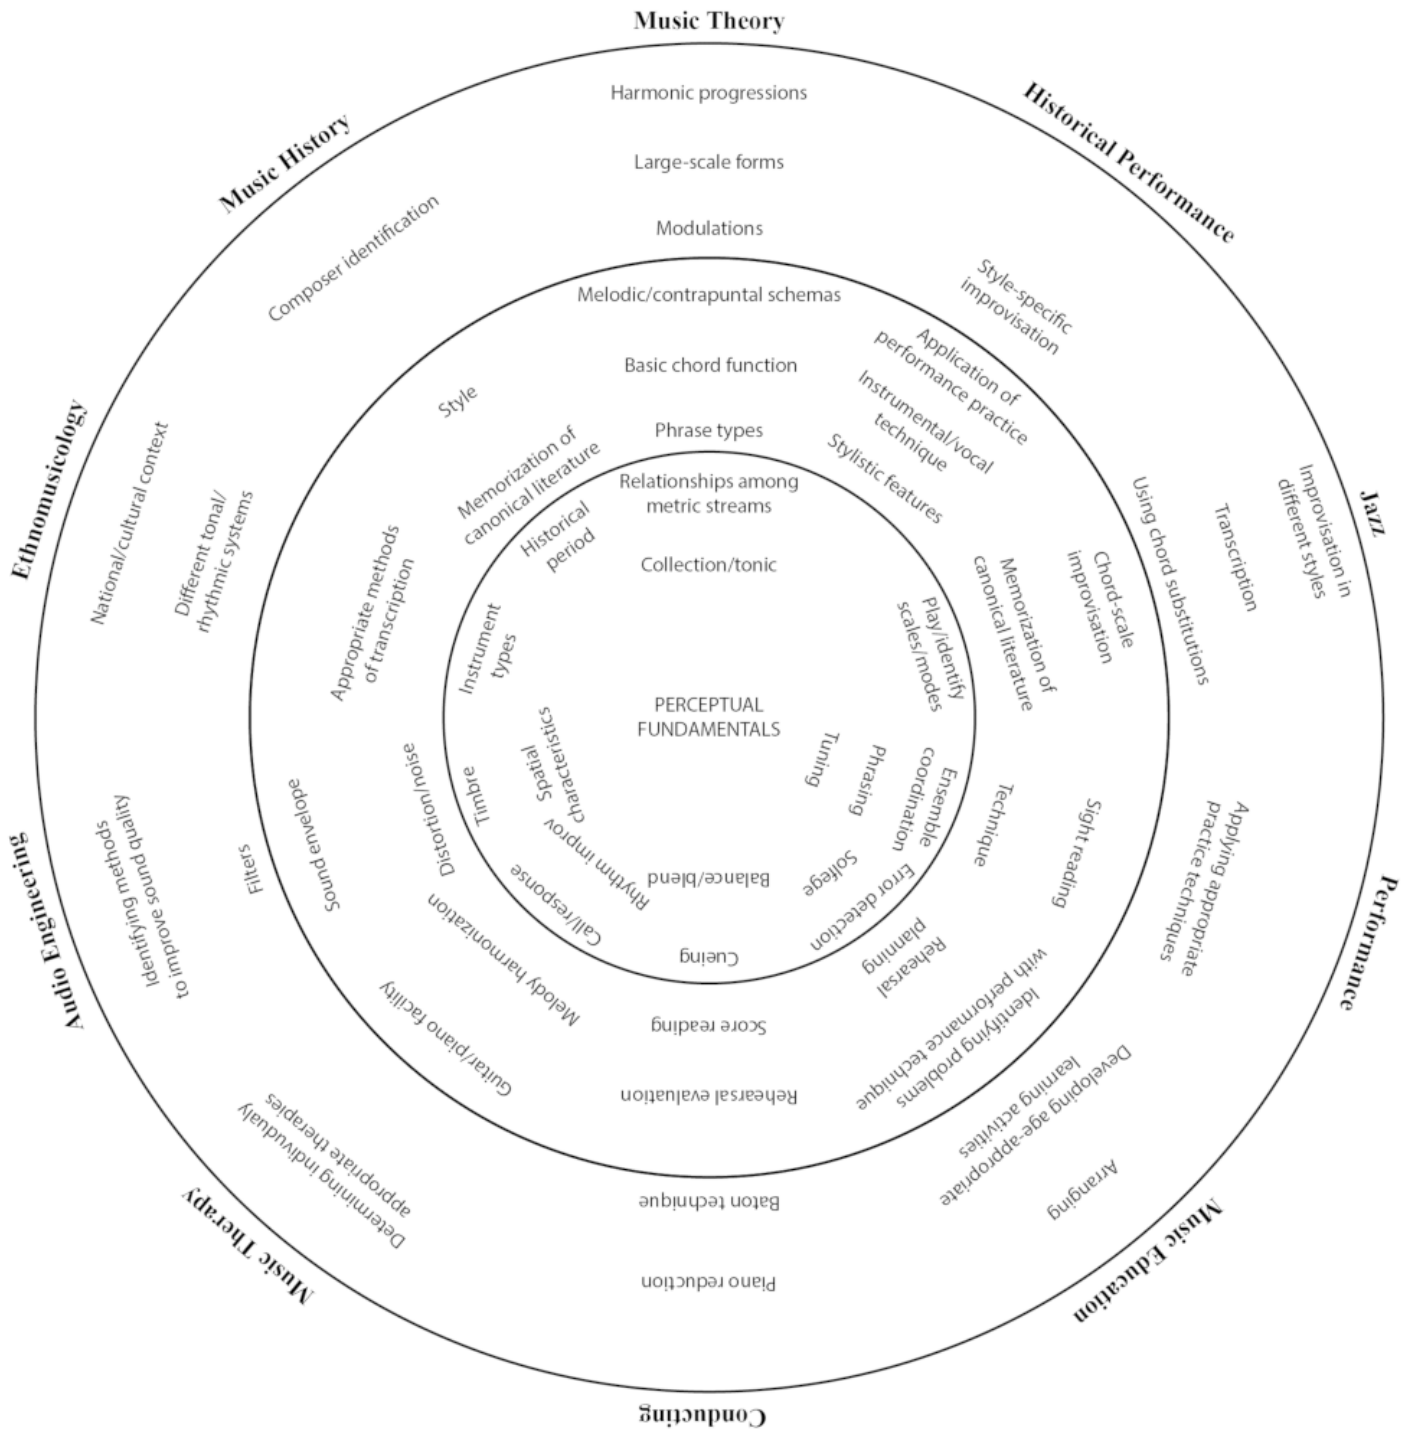 Music Theory
Harmonic progressions
Large-scale forms
Modulations
Melodic/contrapuntal schemas
Basic chord function
Phrase types
Relationships among
metric streams
Collection/tonic
PERCEPTUAL
FUNDAMENTALS
Historical Performance
Style-specific
improvisation
Application of
performance practice
Instrumental/vocal
technique
Stylistic features
Jazz
Improvisation in
different styles
Transcription
Using chord substitutions
Chord-scale
improvisation
Memorization of
canonical literature
Play/identify
scales/modes
Performance
Applying appropriate
practice techniques
Sight reading
Technique
Ensemble
coordination
Phrasing
Tuning
Music Education
Arranging
Developing age-appropriate
learning activities
Identifying problems
with performance technique
Rehearsal
planning
Error detection
Solfege
Conducting
Piano reduction
Baton technique
Rehearsal evaluation
Score reading
Cueing
Balance/blend
Music Therapy
Determining indivudualy
appropriate therapies
Guitar/piano facility
Melody harmonization
Call/response
Rhythm improv
Audio Engineering
Identifying methods
to improve sound quality
Filters
Sound envelope
Distortion/noise
Timbre
Spatial
characteristics
Ethnomusicology
National/cultural context
Different tonal/
rhythmic systems
Appropriate methods
of transcription
Instrument
types
Music History
Composer identification
Style
Memorization of
canonical literature
Historical
period